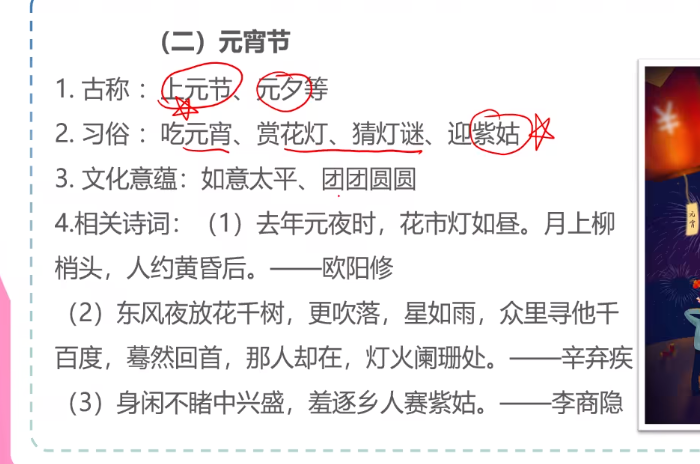 （二）元宵节
1. 古称：上元节、元夕等
2. 习俗：吃元宵、赏花灯、猜灯谜、迎紫姑
3. 文化意蕴：如意太平、团团圆圆
4.相关诗词：（1）去年元夜时，花市灯如昼。月上柳
梢头，人约黄昏后。——欧阳修
（2）东风夜放花千树，更吹落，星如雨，众里寻他千
百度，蓦然回首，那人却在，灯火阑珊处。——辛弃疾
（3）身闲不睹中兴盛，羞逐乡人赛紫姑。——李商隐
元宵